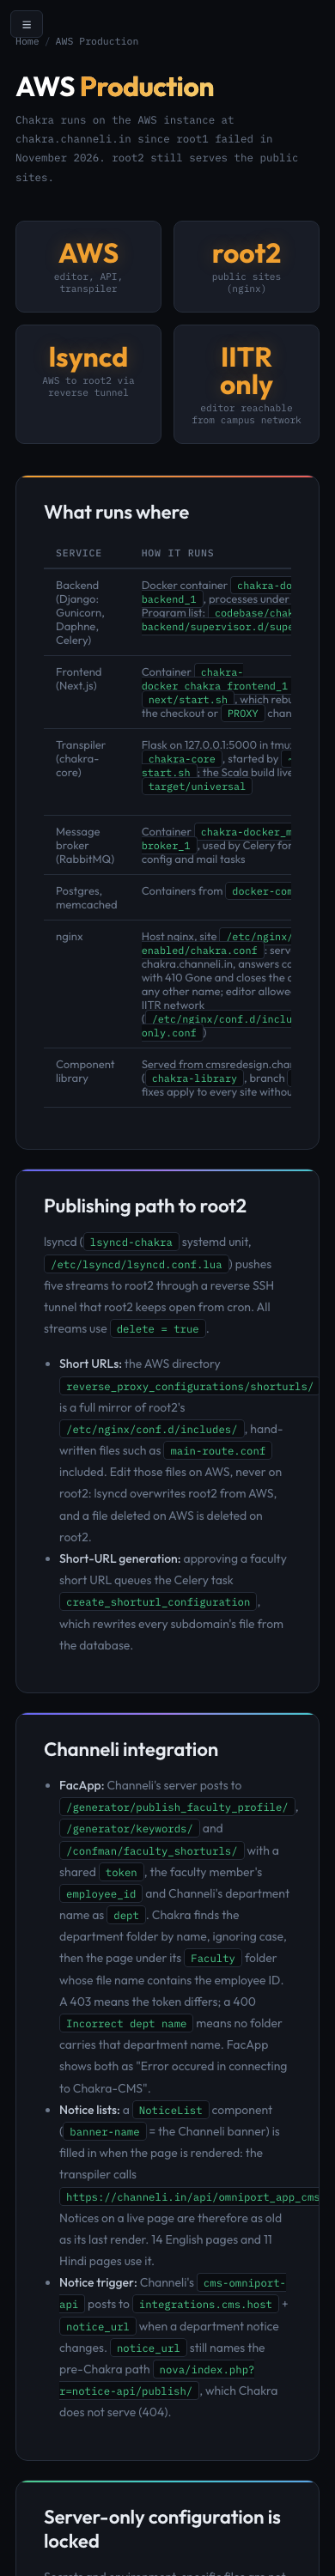 ≡
Home / AWS Production
AWS Production
Chakra runs on the AWS instance at
chakra.channeli.in since root1 failed in
November 2026. root2 still serves the public
sites.
AWS
editor, API,
transpiler
root2
public sites
(nginx)
lsyncd
AWS to root2 via
reverse tunnel
IITR
only
editor reachable
from campus network
What runs where
SERVICE HOW IT RUNS
Backend
(Django:
Gunicorn,
Daphne,
Celery)
Docker container chakra-do
backend_1, processes under
Program list: codebase/chak
backend/supervisor.d/supe
Frontend
(Next.js)
Container chakra-
docker_chakra_frontend_1
next/start.sh, which rebu
the checkout or PROXY chan
Transpiler
(chakra-
core)
Flask on 127.0.0.1:5000 in tmu
chakra-core, started by
start.sh; the Scala build live
target/universal
Message
broker
(RabbitMQ)
Container chakra-docker_m
broker_1, used by Celery for
config and mail tasks
Postgres,
memcached
Containers from docker-com
nginx
Host nginx, site /etc/nginx/
enabled/chakra.conf: serv
chakra.channeli.in, answers co
with 410 Gone and closes the c
any other name; editor allowe
IITR network
(/etc/nginx/conf.d/inclu
only.conf)
Component
library
Served from cmsredesign.chan
(chakra-library, branch
fixes apply to every site withou
Publishing path to root2
lsyncd (lsyncd-chakra systemd unit,
/etc/lsyncd/lsyncd.conf.lua) pushes
five streams to root2 through a reverse SSH
tunnel that root2 keeps open from cron. All
streams use delete = true.
• Short URLs: the AWS directory
reverse_proxy_configurations/shorturls/
is a full mirror of root2's
/etc/nginx/conf.d/includes/, hand-
written files such as main-route.conf
included. Edit those files on AWS, never on
root2: lsyncd overwrites root2 from AWS,
and a file deleted on AWS is deleted on
root2.
• Short-URL generation: approving a faculty
short URL queues the Celery task
create_shorturl_configuration,
which rewrites every subdomain's file from
the database.
Channeli integration
• FacApp: Channeli's server posts to
/generator/publish_faculty_profile/,
/generator/keywords/ and
/confman/faculty_shorturls/ with a
shared token, the faculty member's
employee_id and Channeli's department
name as dept. Chakra finds the
department folder by name, ignoring case,
then the page under its Faculty folder
whose file name contains the employee ID.
A 403 means the token differs; a 400
Incorrect dept name means no folder
carries that department name. FacApp
shows both as "Error occured in connecting
to Chakra-CMS".
• Notice lists: a NoticeList component
(banner-name = the Channeli banner) is
filled in when the page is rendered: the
transpiler calls
https://channeli.in/api/omniport_app_cms
Notices on a live page are therefore as old
as its last render. 14 English pages and 11
Hindi pages use it.
• Notice trigger: Channeli's cms-omniport-
api posts to integrations.cms.host +
notice_url when a department notice
changes. notice_url still names the
pre-Chakra path nova/index.php?
r=notice-api/publish/, which Chakra
does not serve (404).
Server-only configuration is
locked